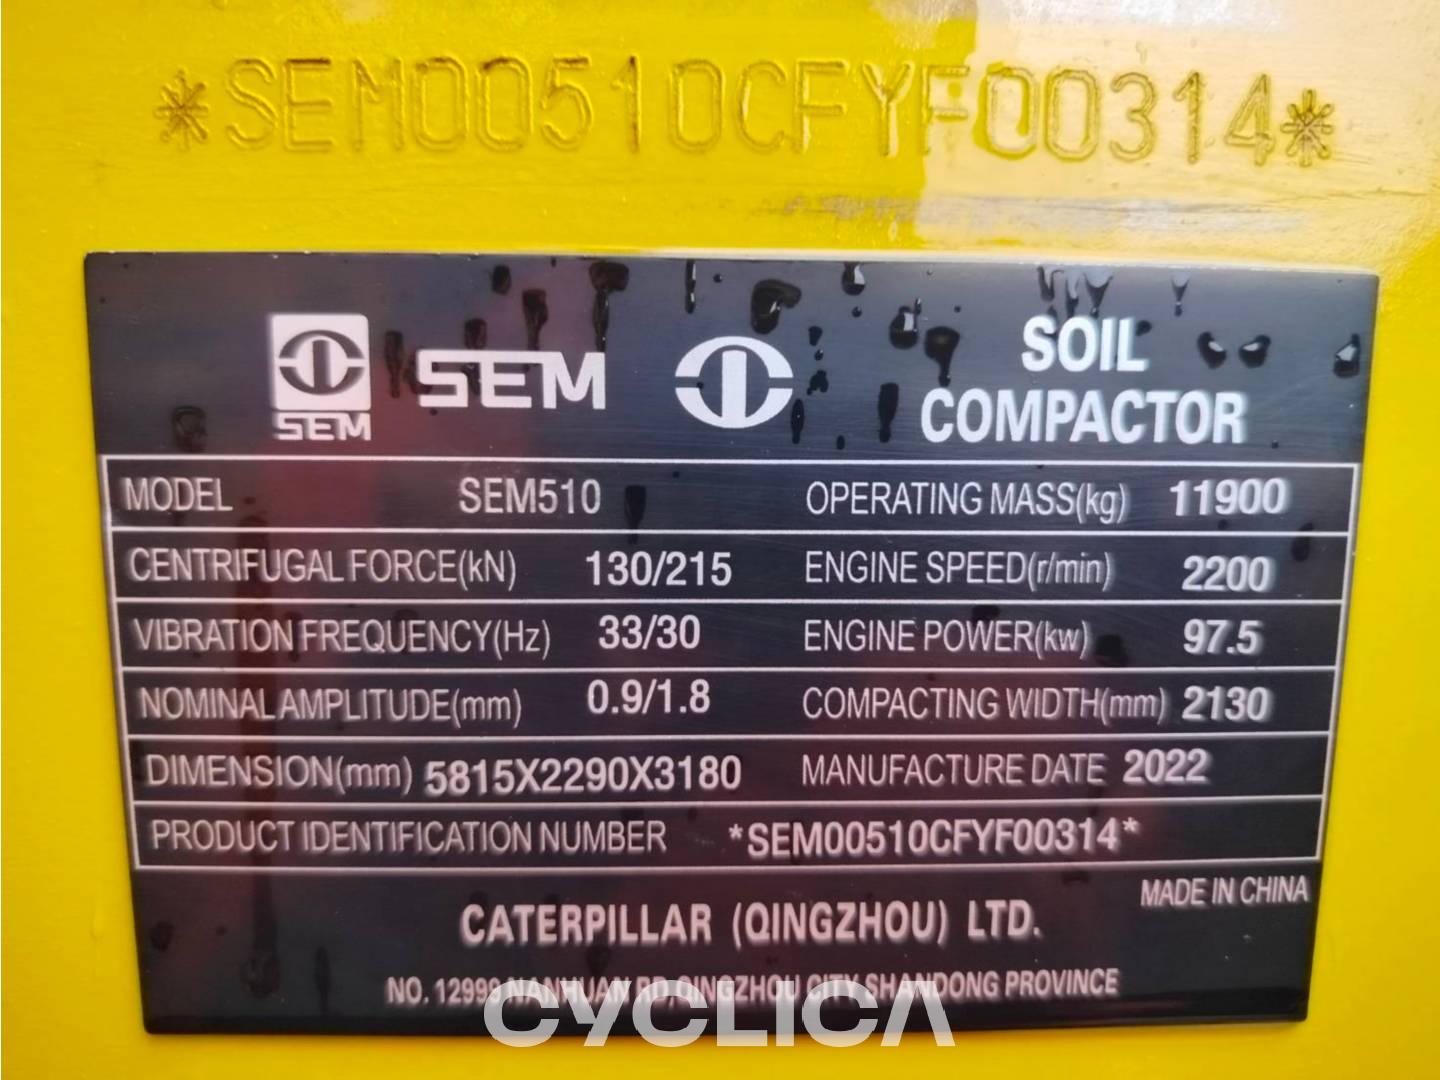 *SEM00510CFYF00314*
SEM
SEM
SOIL
COMPACTOR
MODEL SEM510 OPERATING MASS(kg) 11900
CENTRIFUGAL FORCE(kN) 130/215 ENGINE SPEED(r/min) 2200
VIBRATION FREQUENCY(Hz) 33/30 ENGINE POWER(kw) 97.5
NOMINAL AMPLITUDE(mm) 0.9/1.8 COMPACTING WIDTH(mm) 2130
DIMENSION(mm) 5815X2290X3180 MANUFACTURE DATE 2022
PRODUCT IDENTIFICATION NUMBER *SEM00510CFYF00314*
MADE IN CHINA
CATERPILLAR (QINGZHOU) LTD.
NO. 12999 NANHUAN RD,QINGZHOU CITY SHANDONG PROVINCE
CYCLICA